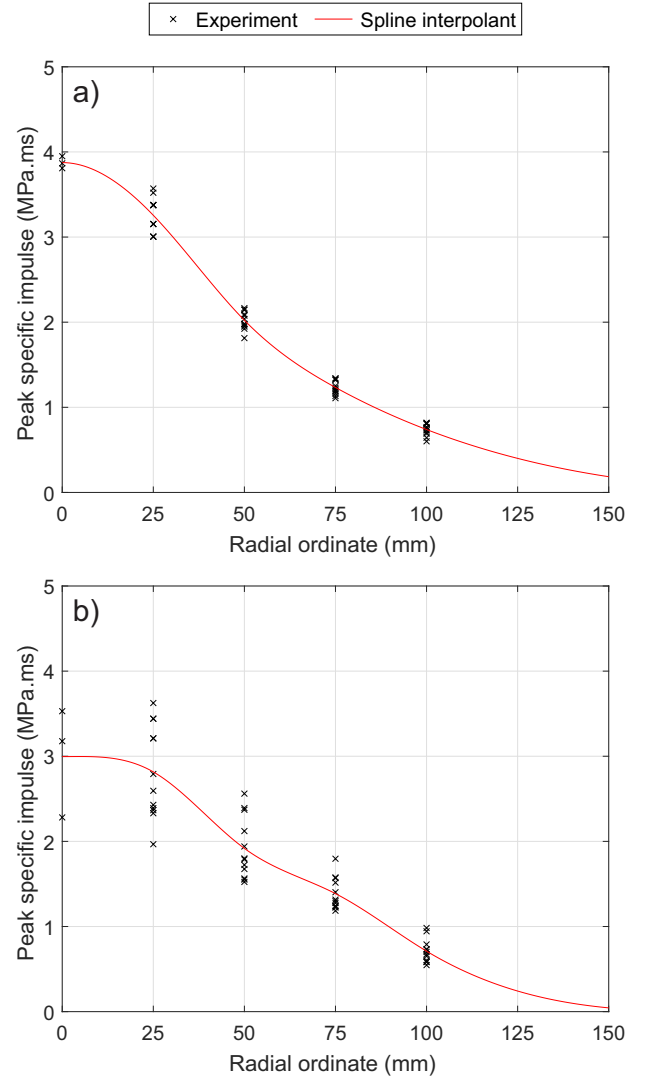 Experiment Spline interpolant
a)
5
4
3
2
1
0
Peak specific impulse (MPa.ms)
0 25 50 75 100 125 150
Radial ordinate (mm)
b)
5
4
3
2
1
0
Peak specific impulse (MPa.ms)
0 25 50 75 100 125 150
Radial ordinate (mm)